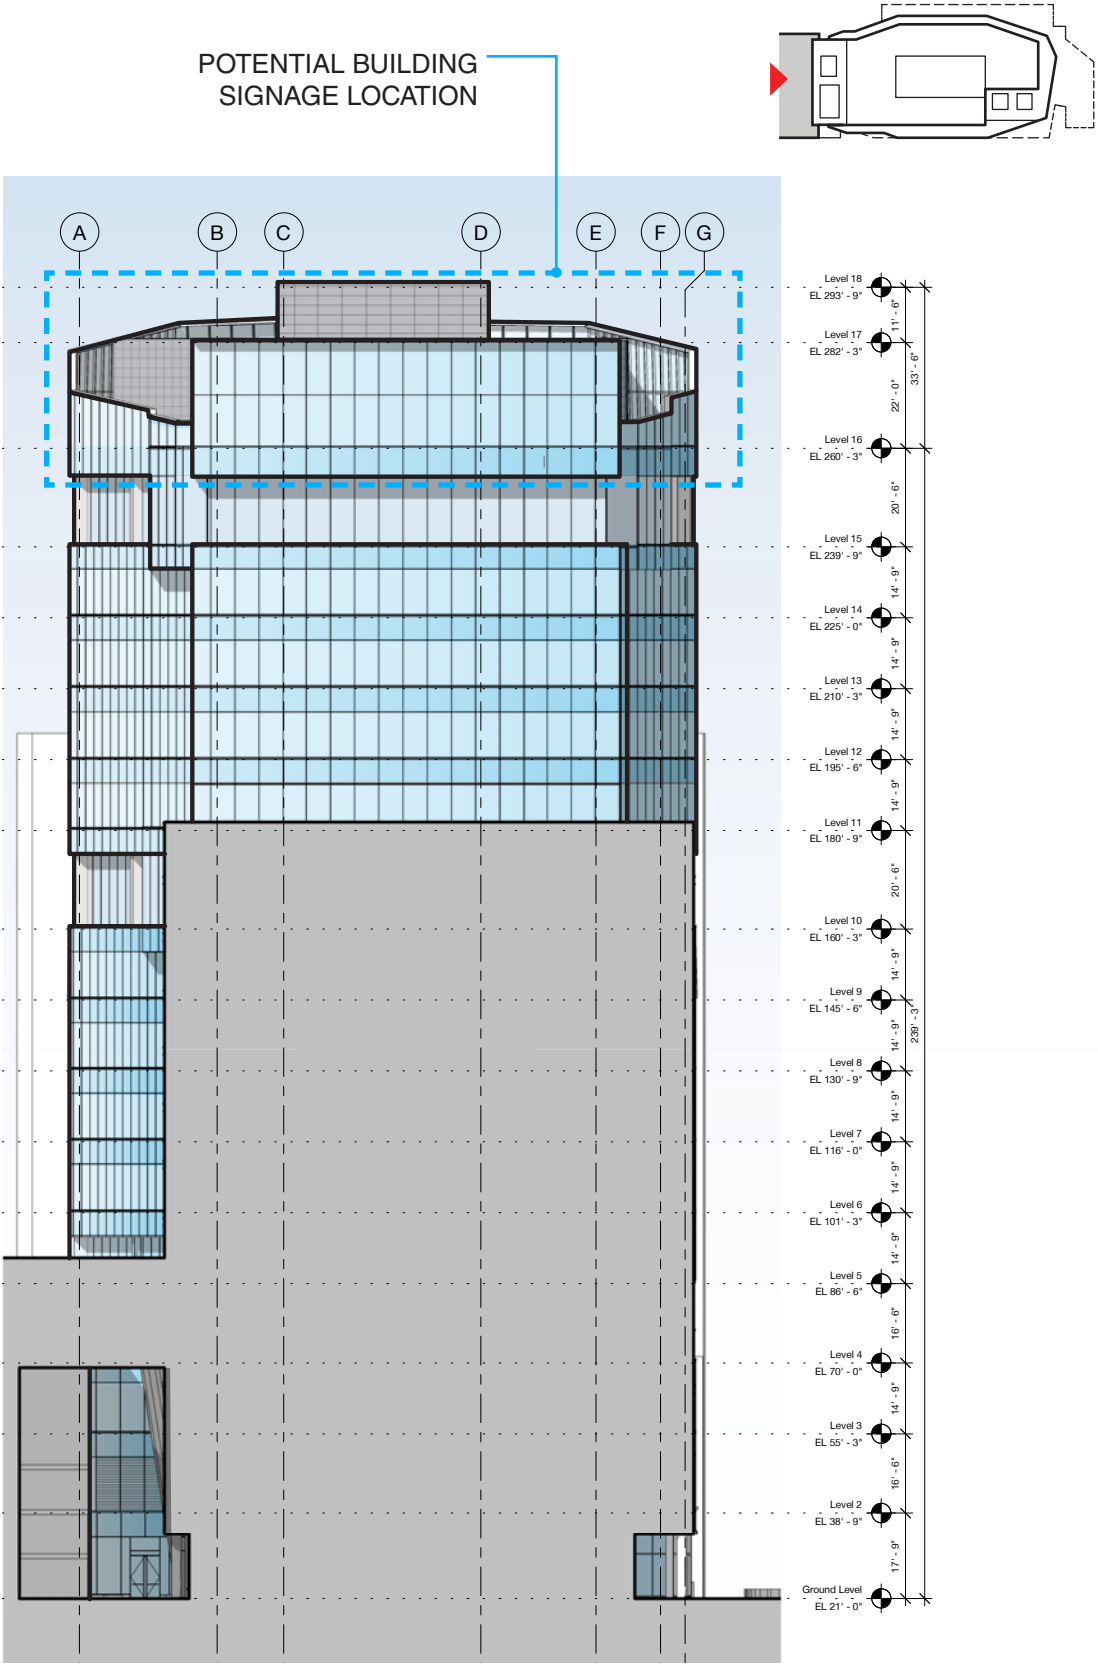 POTENTIAL BUILDING
SIGNAGE LOCATION
A
B
C
D
E
F
G
Level 18
EL 293' - 9"
11' - 6"
Level 17
EL 282' - 3"
33' - 6"
22' - 0"
Level 16
EL 260' - 3"
20' - 6"
Level 15
EL 239' - 9"
14' - 9"
Level 14
EL 225' - 0"
14' - 9"
Level 13
EL 210' - 3"
14' - 9"
Level 12
EL 195' - 6"
14' - 9"
Level 11
EL 180' - 9"
20' - 6"
Level 10
EL 160' - 3"
14' - 9"
Level 9
EL 145' - 6"
239' - 3"
14' - 9"
Level 8
EL 130' - 9"
14' - 9"
Level 7
EL 116' - 0"
14' - 9"
Level 6
EL 101' - 3"
14' - 9"
Level 5
EL 86' - 6"
16' - 6"
Level 4
EL 70' - 0"
14' - 9"
Level 3
EL 55' - 3"
16' - 6"
Level 2
EL 38' - 9"
17' - 9"
Ground Level
EL 21' - 0"